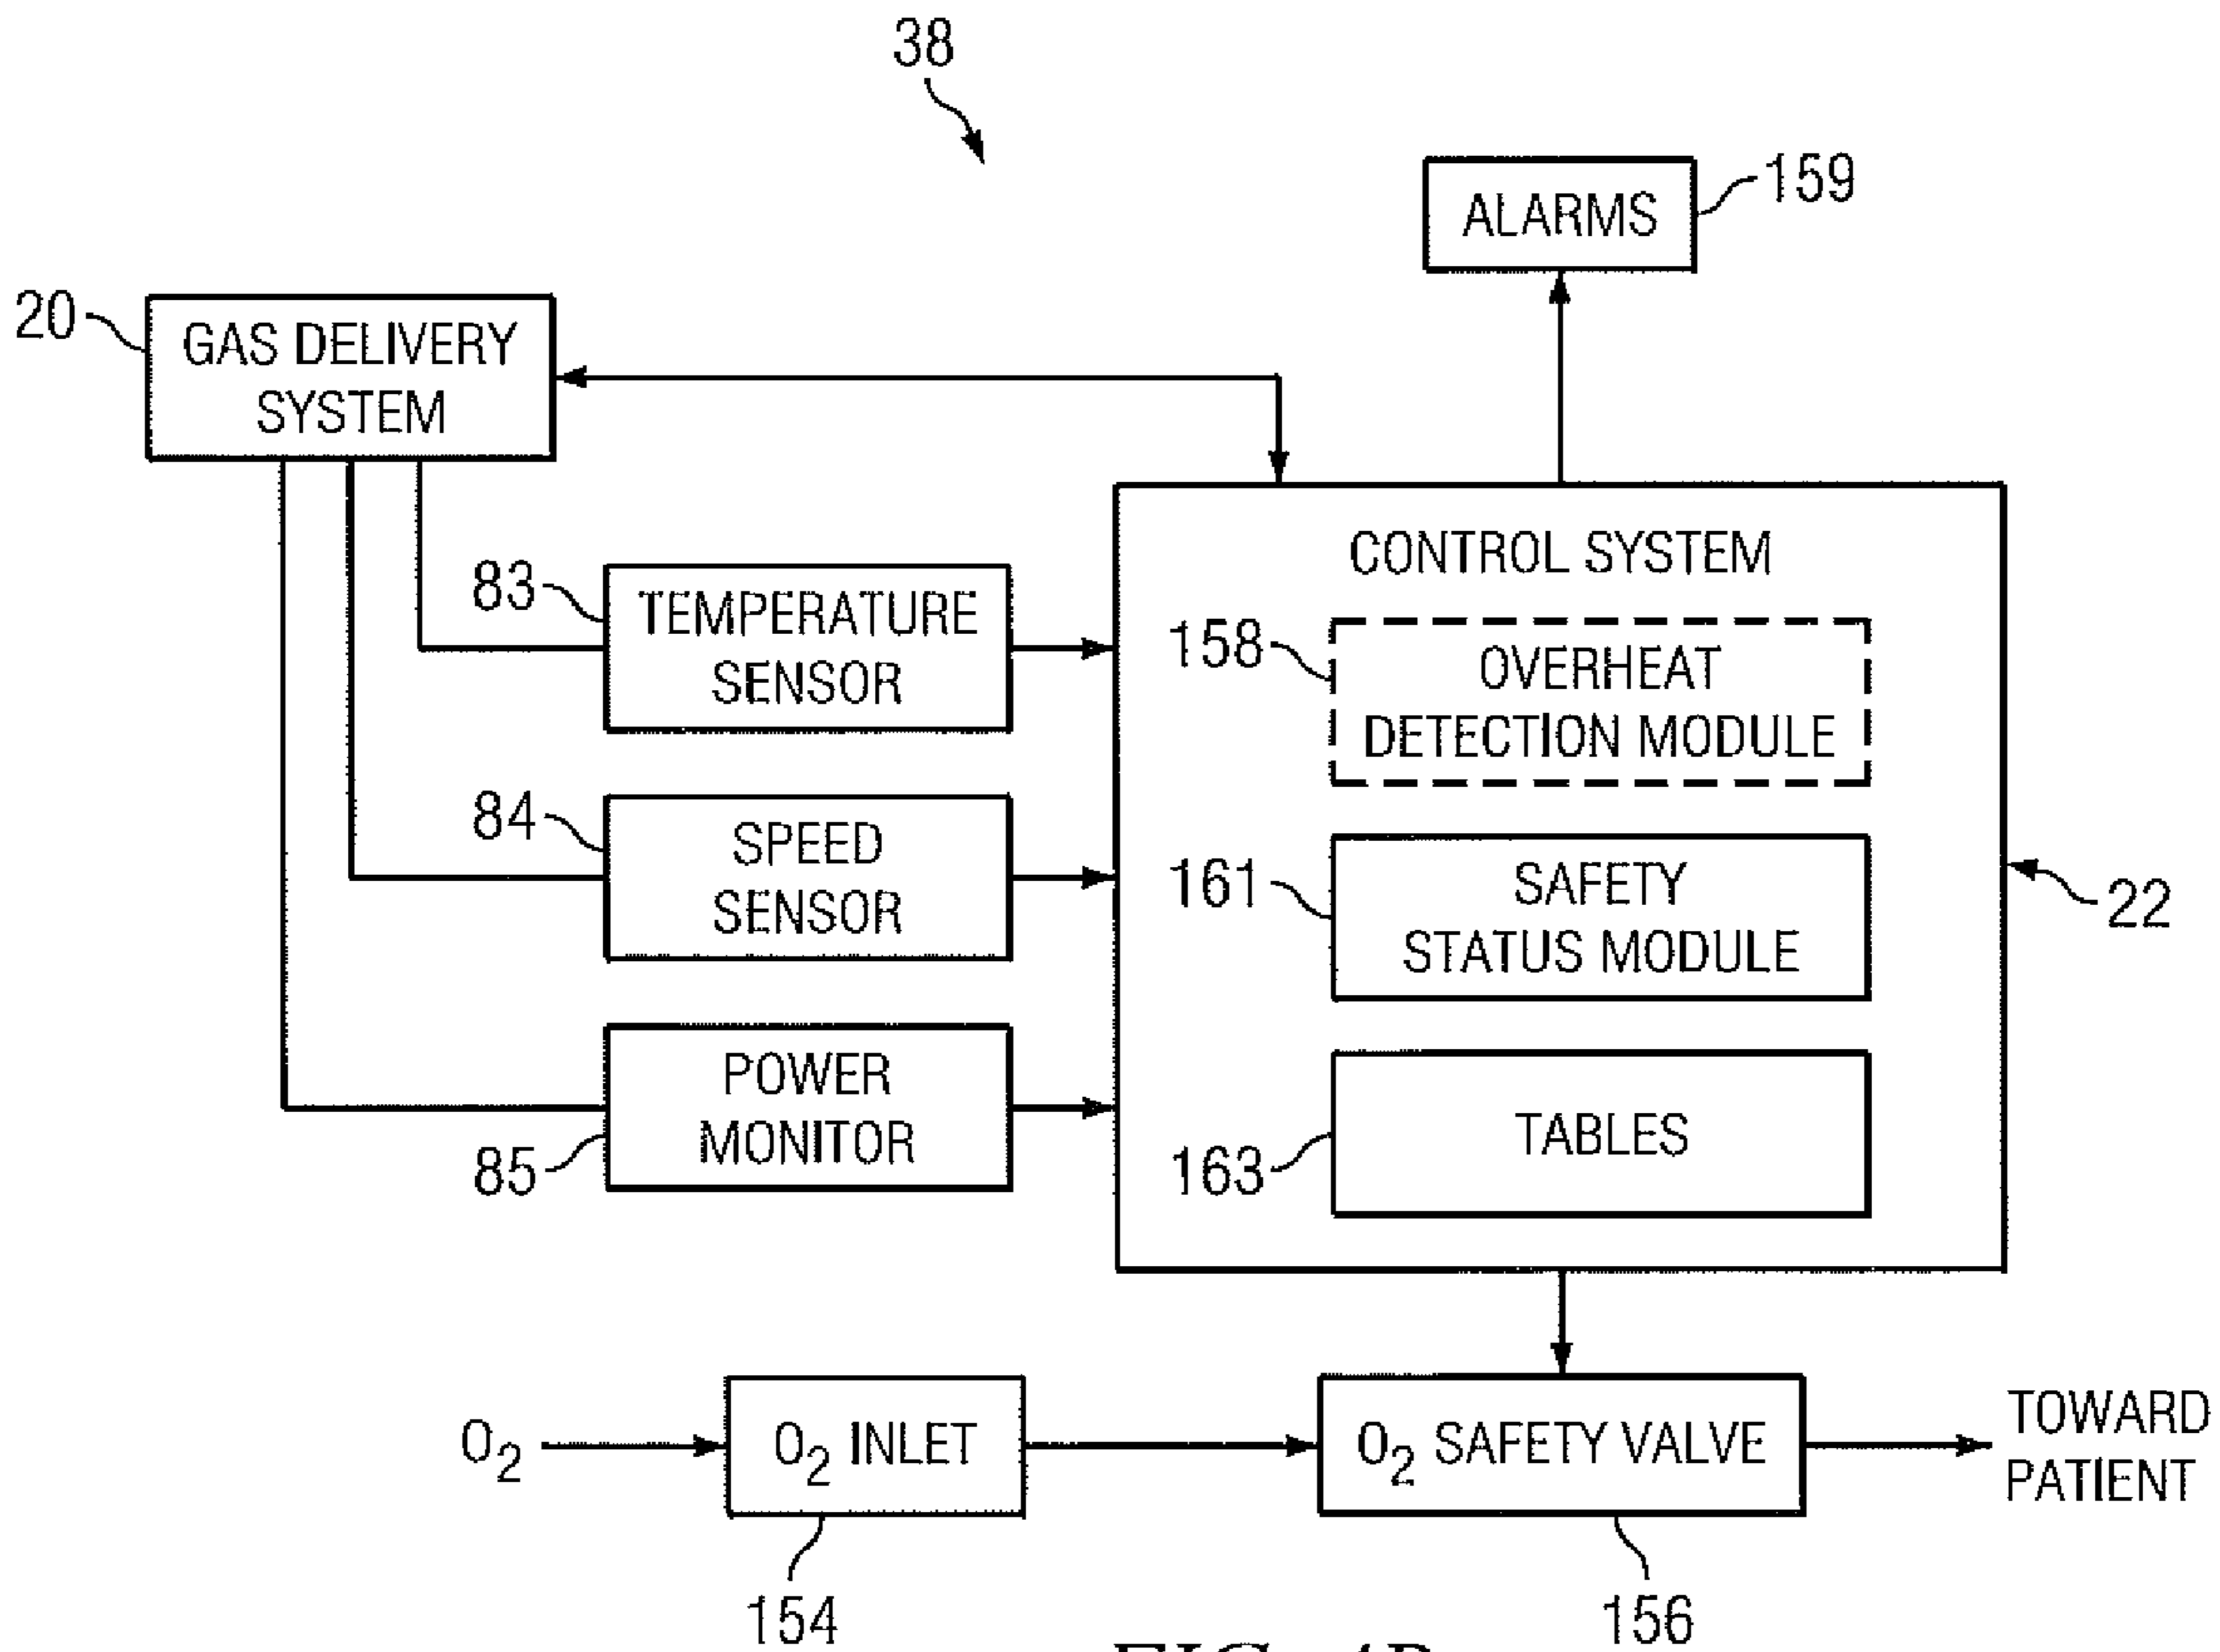 38
ALARMS
159
20
GAS DELIVERY
SYSTEM
CONTROL SYSTEM
83
TEMPERATURE
SENSOR
158
OVERHEAT
DETECTION MODULE
84
SPEED
SENSOR
161
SAFETY
STATUS MODULE
22
85
POWER
MONITOR
163
TABLES
O2
O2 INLET
O2 SAFETY VALVE
TOWARD
PATIENT
154
156